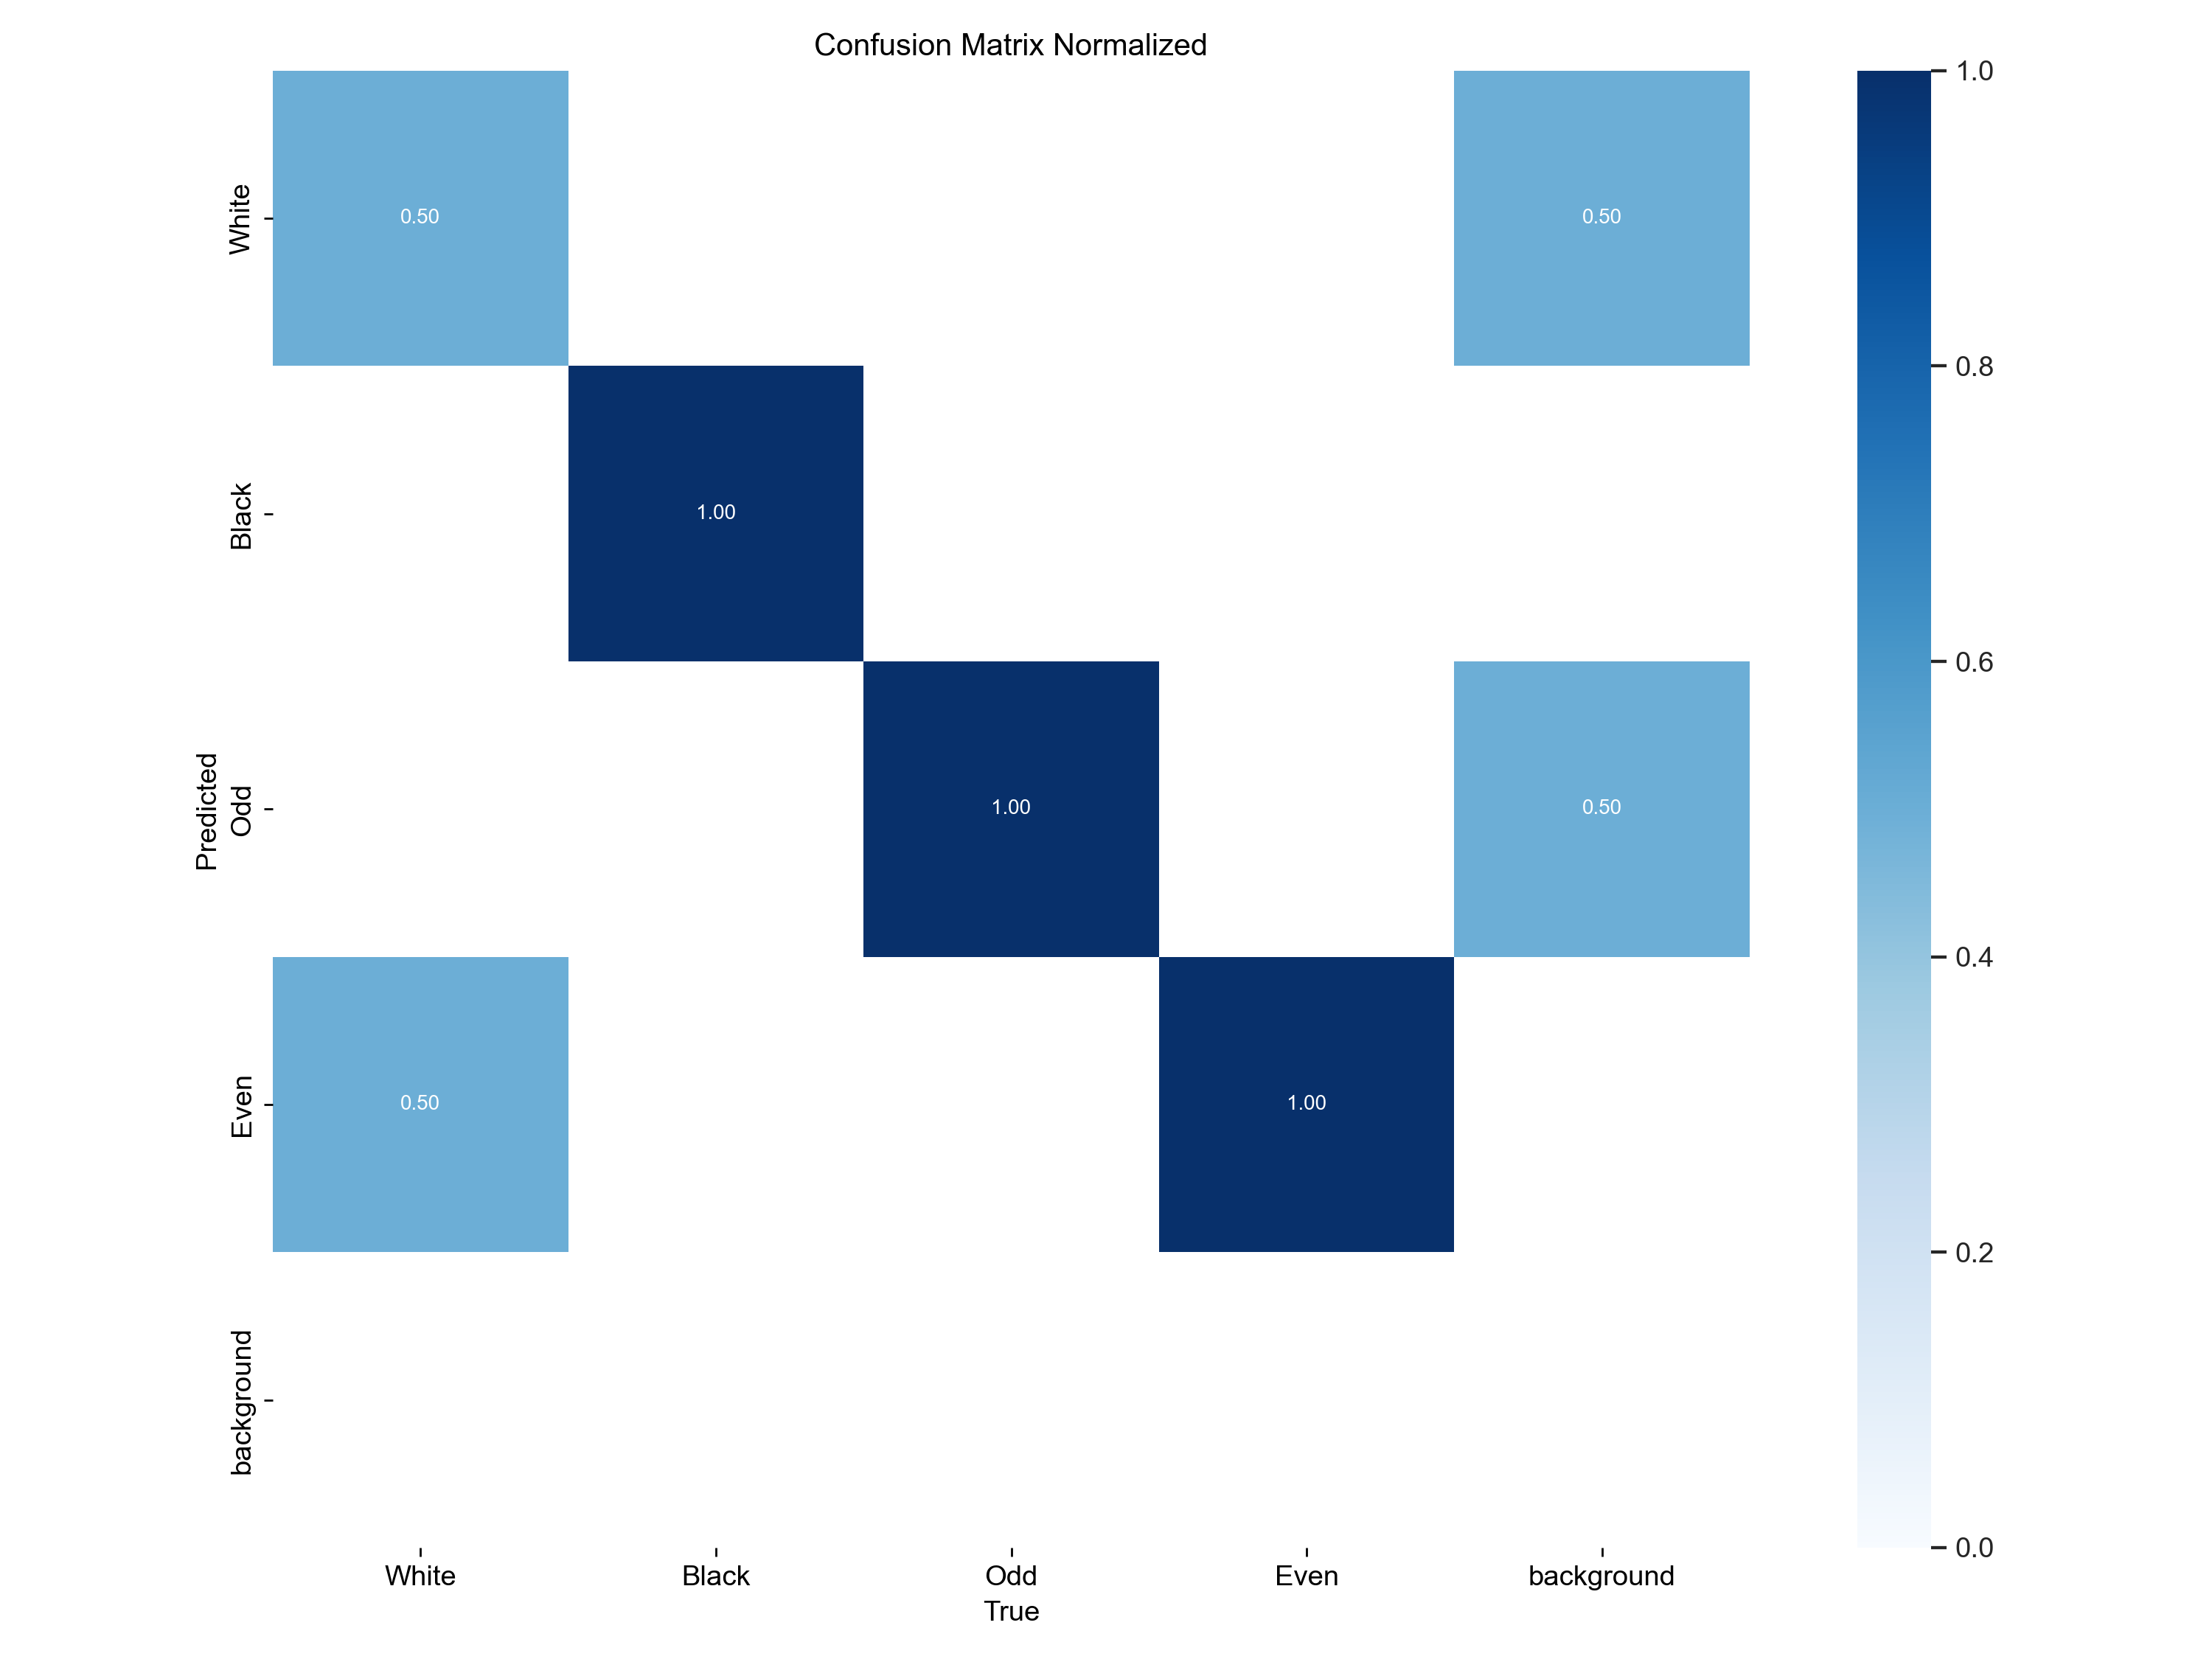 Confusion Matrix Normalized
1.0
White
0.50
0.50
0.8
Black
1.00
0.6
Predicted
Odd
1.00
0.50
0.4
Even
0.50
1.00
0.2
background
0.0
White
Black
Odd
Even
background
True